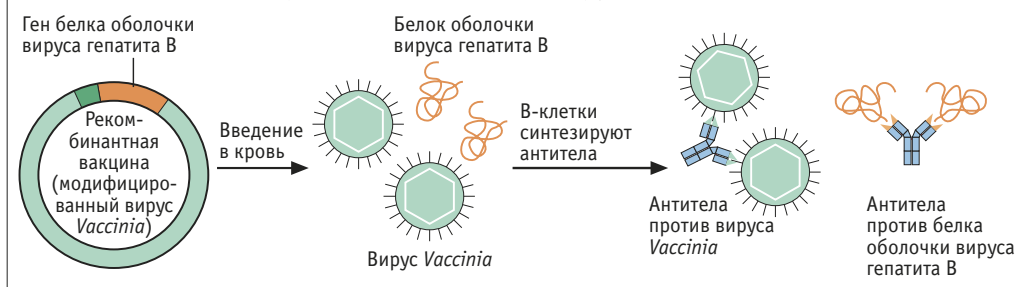 Ген белка оболочки
вируса гепатита В
Реком-
бинантная
вакцина
(модифициро-
ванный вирус
Vaccinia)
Введение
в кровь
Белок оболочки
вируса гепатита В
Вирус Vaccinia
В-клетки
синтезируют
антитела
Антитела
против вируса
Vaccinia
Антитела
против белка
оболочки вируса
гепатита В